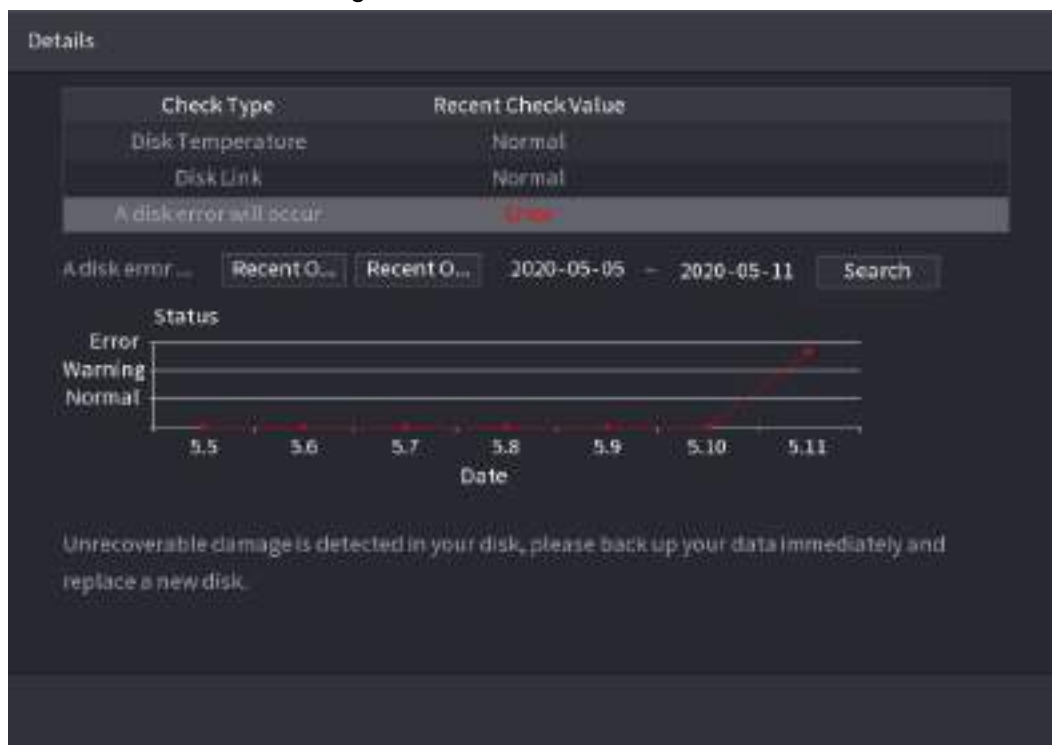 Details
Check Type Recent Check Value
Disk Temperature Normal
Disk Link Normal
A disk error will occur Error
A disk error ... Recent O... Recent O... 2020-05-05 – 2020-05-11 Search
Status
Error
Warning
Normal
5.5 5.6 5.7 5.8 5.9 5.10 5.11
Date
Unrecoverable damage is detected in your disk, please back up your data immediately and
replace a new disk.